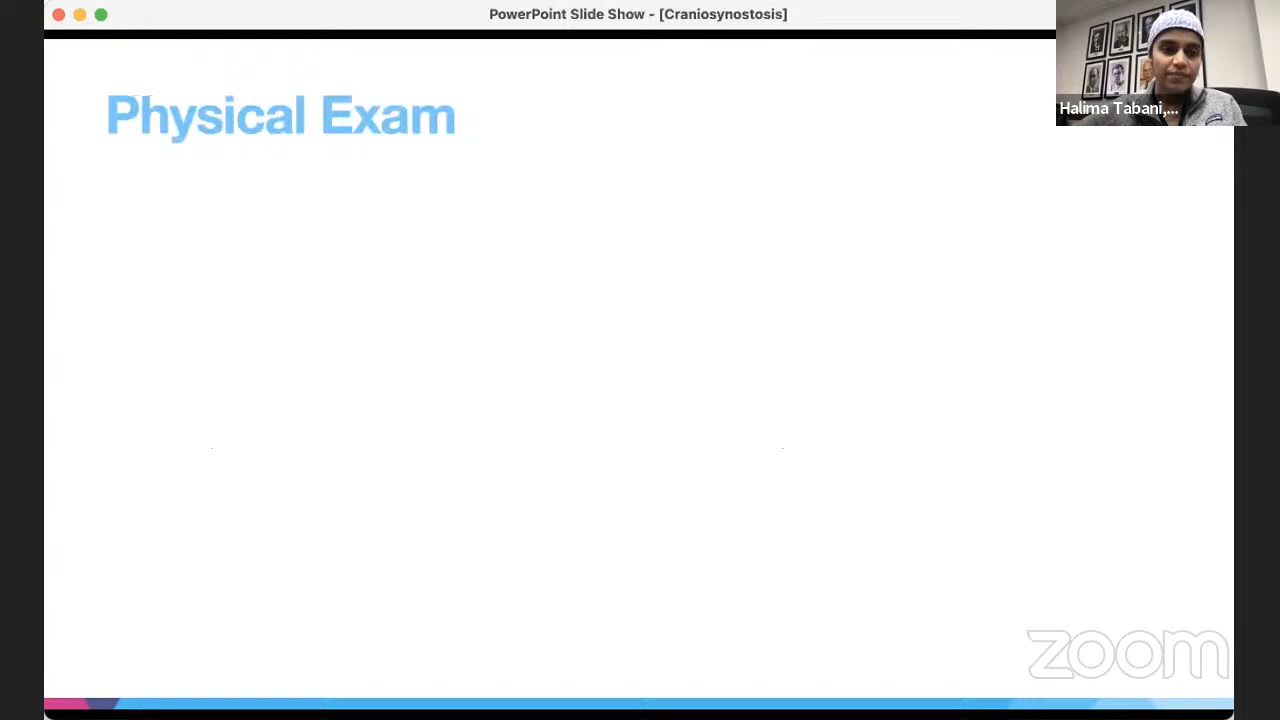 PowerPoint Slide Show - [Craniosynostosis]
Physical Exam
Halima Tabani,...
zoom